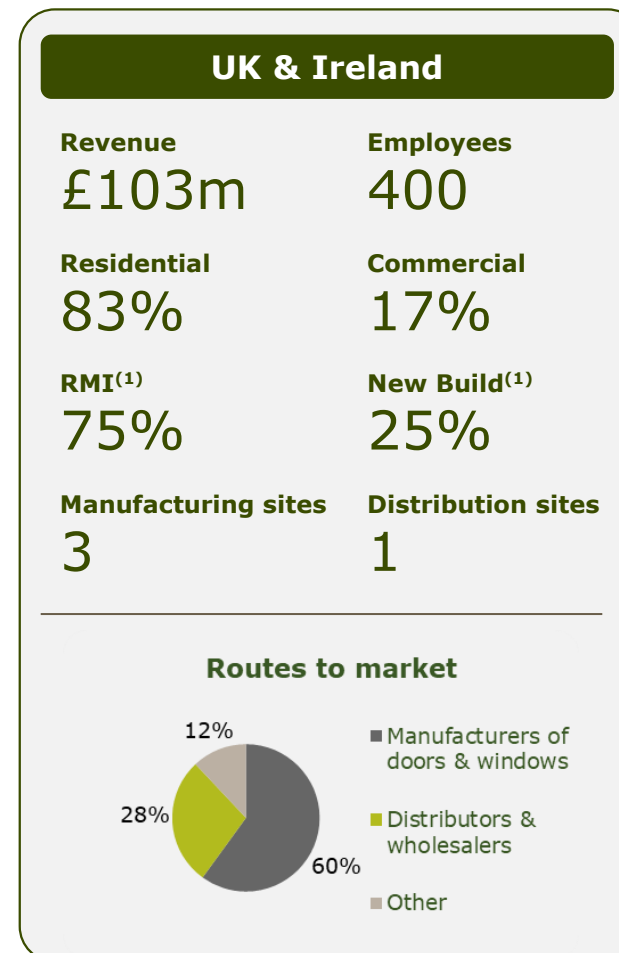 UK & Ireland
Revenue
£103m
Employees
400
Residential
83%
Commercial
17%
RMI(1)
75%
New Build(1)
25%
Manufacturing sites
3
Distribution sites
1
Routes to market
12%
28%
60%
Manufacturers of
doors & windows
Distributors &
wholesalers
Other